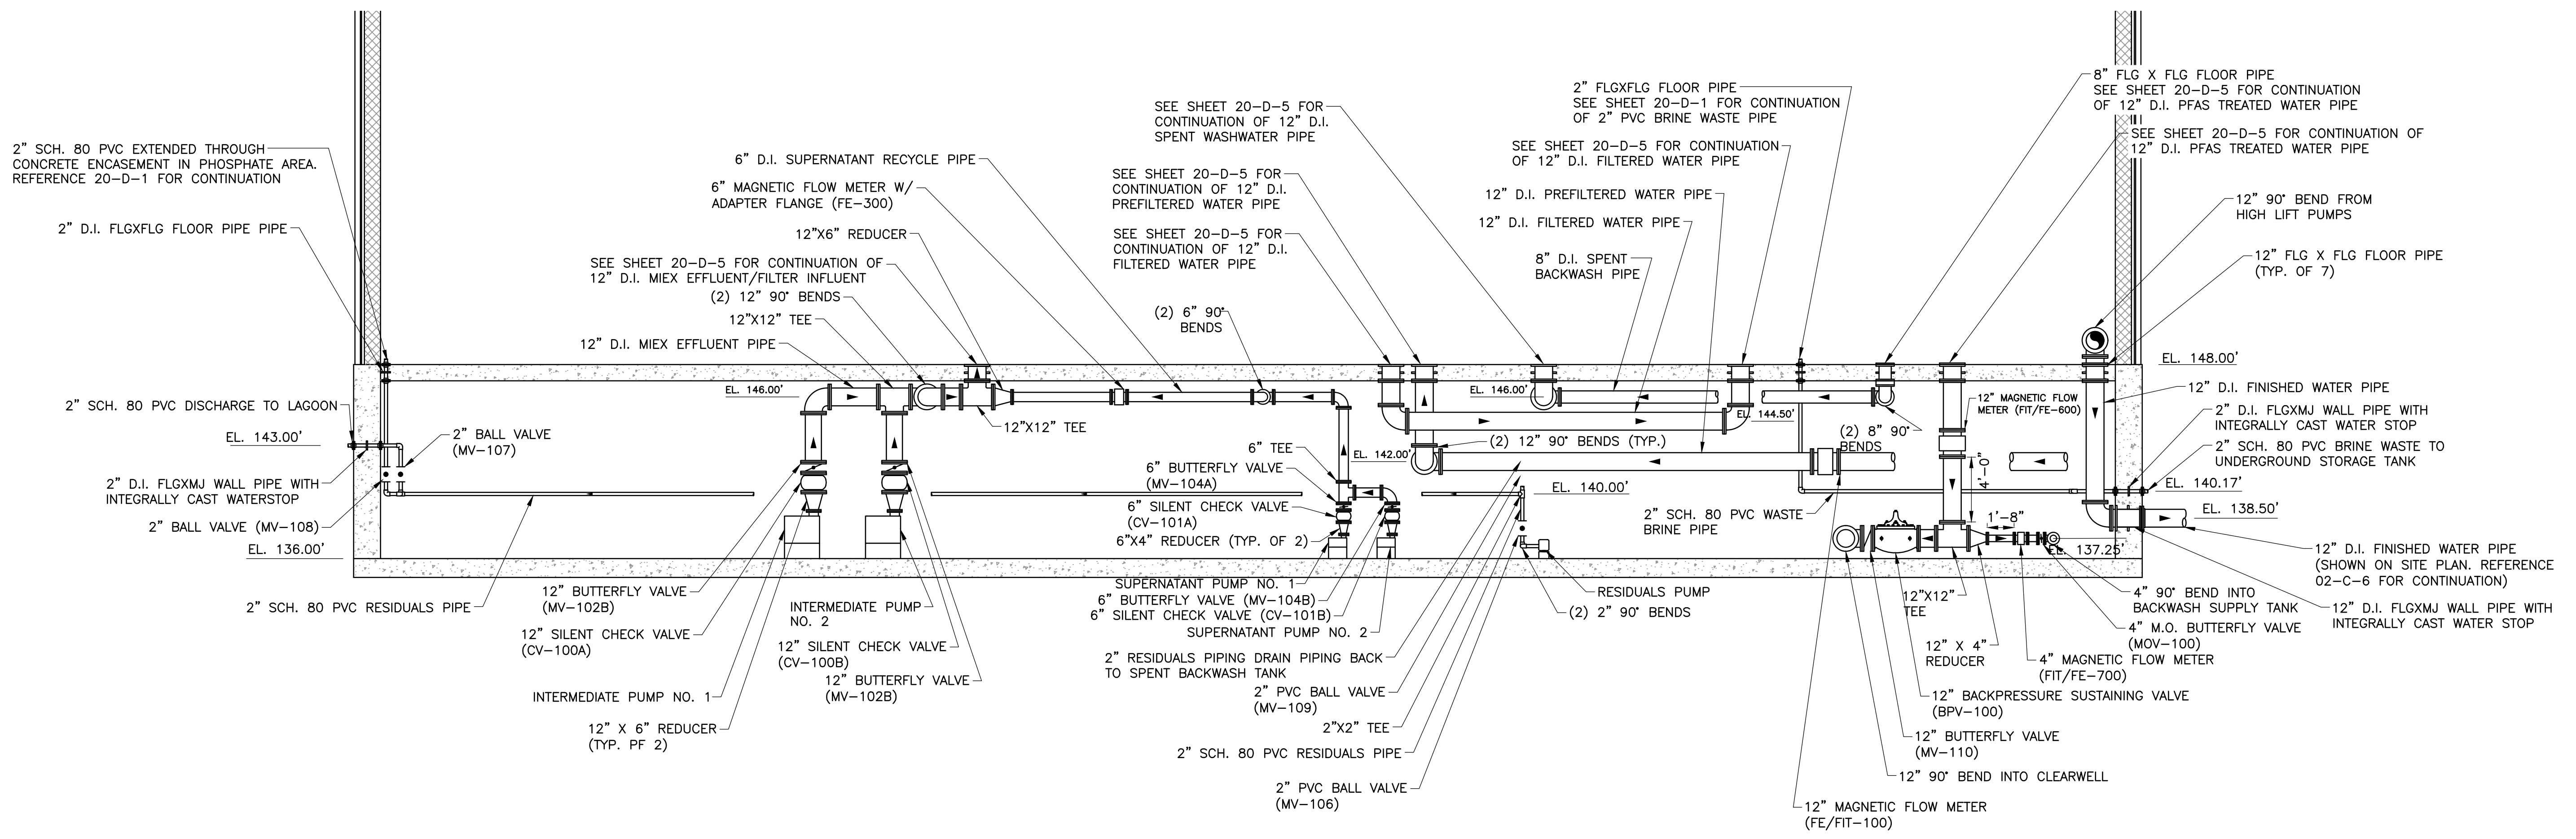 2” SCH. 80 PVC EXTENDED THROUGH
CONCRETE ENCASEMENT IN PHOSPHATE AREA.
REFERENCE 20-D-1 FOR CONTINUATION
2” D.I. FLGXFLG FLOOR PIPE PIPE
2” SCH. 80 PVC DISCHARGE TO LAGOON
EL. 143.00’
2” BALL VALVE
(MV-107)
2” D.I. FLGXMJ WALL PIPE WITH
INTEGRALLY CAST WATERSTOP
2” BALL VALVE (MV-108)
EL. 136.00’
2” SCH. 80 PVC RESIDUALS PIPE
6” D.I. SUPERNATANT RECYCLE PIPE
6” MAGNETIC FLOW METER W/
ADAPTER FLANGE (FE-300)
12”X6” REDUCER
SEE SHEET 20-D-5 FOR CONTINUATION OF
12” D.I. MIEX EFFLUENT/FILTER INFLUENT
(2) 12” 90° BENDS
12”X12” TEE
12” D.I. MIEX EFFLUENT PIPE
EL. 146.00’
12”X12” TEE
12” BUTTERFLY VALVE
(MV-102B)
12” SILENT CHECK VALVE
(CV-100A)
INTERMEDIATE PUMP NO. 1
12” X 6” REDUCER
(TYP. PF 2)
INTERMEDIATE PUMP
NO. 2
12” SILENT CHECK VALVE
(CV-100B)
12” BUTTERFLY VALVE
(MV-102B)
SEE SHEET 20-D-5 FOR
CONTINUATION OF 12” D.I.
SPENT WASHWATER PIPE
SEE SHEET 20-D-5 FOR
CONTINUATION OF 12” D.I.
PREFILTERED WATER PIPE
SEE SHEET 20-D-5 FOR
CONTINUATION OF 12” D.I.
FILTERED WATER PIPE
(2) 6” 90°
BENDS
6” TEE
6” BUTTERFLY VALVE
(MV-104A)
6” SILENT CHECK VALVE
(CV-101A)
6”X4” REDUCER (TYP. OF 2)
SUPERNATANT PUMP NO. 1
6” BUTTERFLY VALVE (MV-104B)
6” SILENT CHECK VALVE (CV-101B)
SUPERNATANT PUMP NO. 2
2” RESIDUALS PIPING DRAIN PIPING BACK
TO SPENT BACKWASH TANK
2” PVC BALL VALVE
(MV-109)
2”X2” TEE
2” SCH. 80 PVC RESIDUALS PIPE
2” PVC BALL VALVE
(MV-106)
2” FLGXFLG FLOOR PIPE
SEE SHEET 20-D-1 FOR CONTINUATION
OF 2” PVC BRINE WASTE PIPE
SEE SHEET 20-D-5 FOR CONTINUATION
OF 12” D.I. FILTERED WATER PIPE
12” D.I. PREFILTERED WATER PIPE
12” D.I. FILTERED WATER PIPE
8” D.I. SPENT
BACKWASH PIPE
EL. 146.00’
EL. 144.50’
EL. 142.00’
(2) 12” 90° BENDS (TYP.)
EL. 140.00’
2” SCH. 80 PVC WASTE
BRINE PIPE
RESIDUALS PUMP
(2) 2” 90° BENDS
8” FLG X FLG FLOOR PIPE
SEE SHEET 20-D-5 FOR CONTINUATION
OF 12” D.I. PFAS TREATED WATER PIPE
SEE SHEET 20-D-5 FOR CONTINUATION OF
12” D.I. PFAS TREATED WATER PIPE
12” 90° BEND FROM
HIGH LIFT PUMPS
12” FLG X FLG FLOOR PIPE
(TYP. OF 7)
EL. 148.00’
12” D.I. FINISHED WATER PIPE
12” MAGNETIC FLOW
METER (FIT/FE-600)
2” D.I. FLGXMJ WALL PIPE WITH
INTEGRALLY CAST WATER STOP
(2) 8” 90°
BENDS
2” SCH. 80 PVC BRINE WASTE TO
UNDERGROUND STORAGE TANK
4’-0”
EL. 140.17’
EL. 138.50’
1’-8”
EL. 137.25’
12” D.I. FINISHED WATER PIPE
(SHOWN ON SITE PLAN. REFERENCE
02-C-6 FOR CONTINUATION)
12” D.I. FLGXMJ WALL PIPE WITH
INTEGRALLY CAST WATER STOP
12”X12”
TEE
4” 90° BEND INTO
BACKWASH SUPPLY TANK
4” M.O. BUTTERFLY VALVE
(MOV-100)
12” X 4”
REDUCER
4” MAGNETIC FLOW METER
(FIT/FE-700)
12” BACKPRESSURE SUSTAINING VALVE
(BPV-100)
12” BUTTERFLY VALVE
(MV-110)
12” 90° BEND INTO CLEARWELL
12” MAGNETIC FLOW METER
(FE/FIT-100)